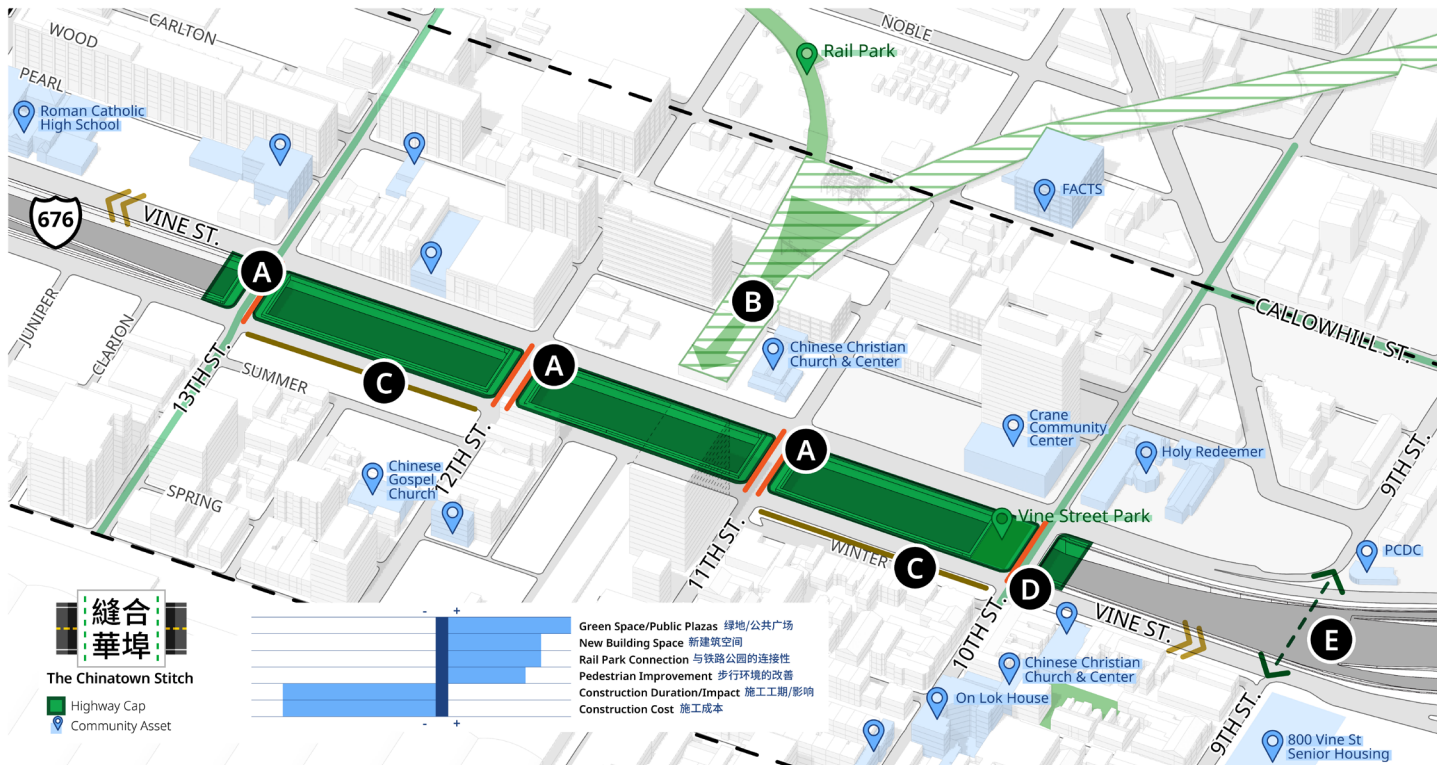 CARLTON
WOOD
NOBLE
Rail Park
PEARL
Roman Catholic
High School
FACTS
676
VINE ST.
A
B
CALLOWHILL ST.
JUNIPER
CLARION
13TH ST.
SUMMER
C
A
Chinese Christian
Church & Center
12TH ST.
Crane
Community
Center
A
Holy Redeemer
9TH ST.
Chinese
Gospel
Church
SPRING
11TH ST.
Vine Street Park
WINTER
C
D
PCDC
10TH ST.
VINE ST.
E
縫合
華埠
The Chinatown Stitch
Highway Cap
Community Asset
- +
Green Space/Public Plazas 绿地/公共广场
New Building Space 新建筑空间
Rail Park Connection 与铁路公园的连接性
Pedestrian Improvement 步行环境的改善
Construction Duration/Impact 施工工期/影响
Construction Cost 施工成本
- +
Chinese Christian
Church & Center
On Lok House
9TH ST.
800 Vine St
Senior Housing